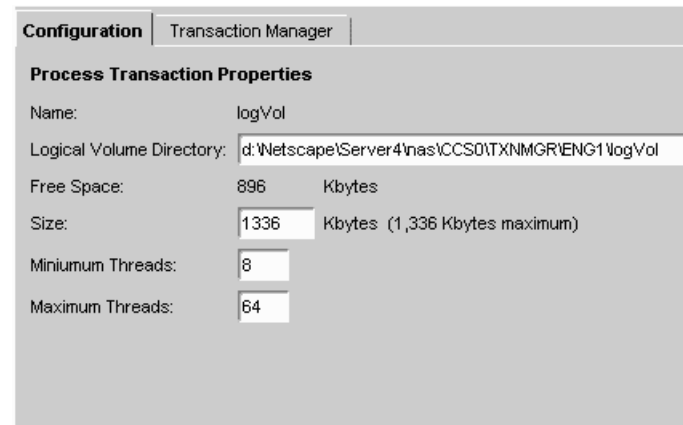 Configuration Transaction Manager
Process Transaction Properties
Name: logVol
Logical Volume Directory: d:\Netscape\Server4\nas\CCS0\TXNMGR\ENG1\logVol
Free Space: 896 Kbytes
Size: 1336 Kbytes (1,336 Kbytes maximum)
Miniumum Threads: 8
Maximum Threads: 64